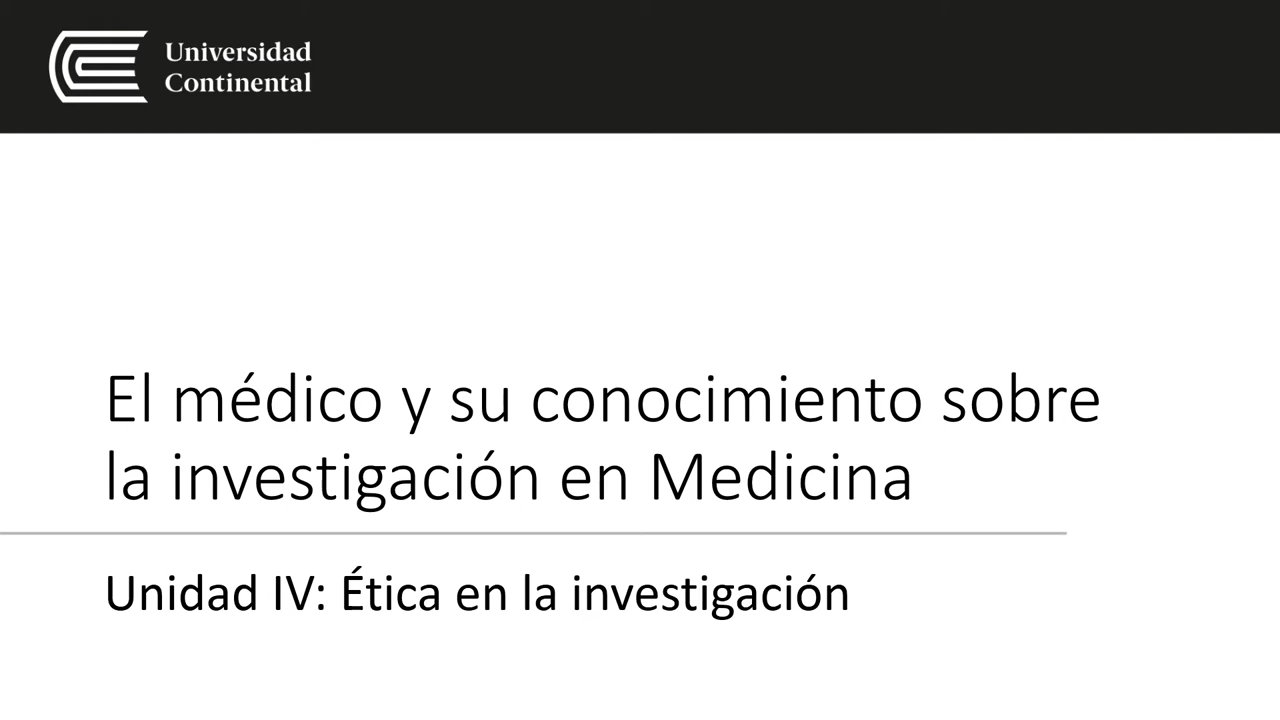 Universidad
Continental
El médico y su conocimiento sobre
la investigación en Medicina
Unidad IV: Ética en la investigación